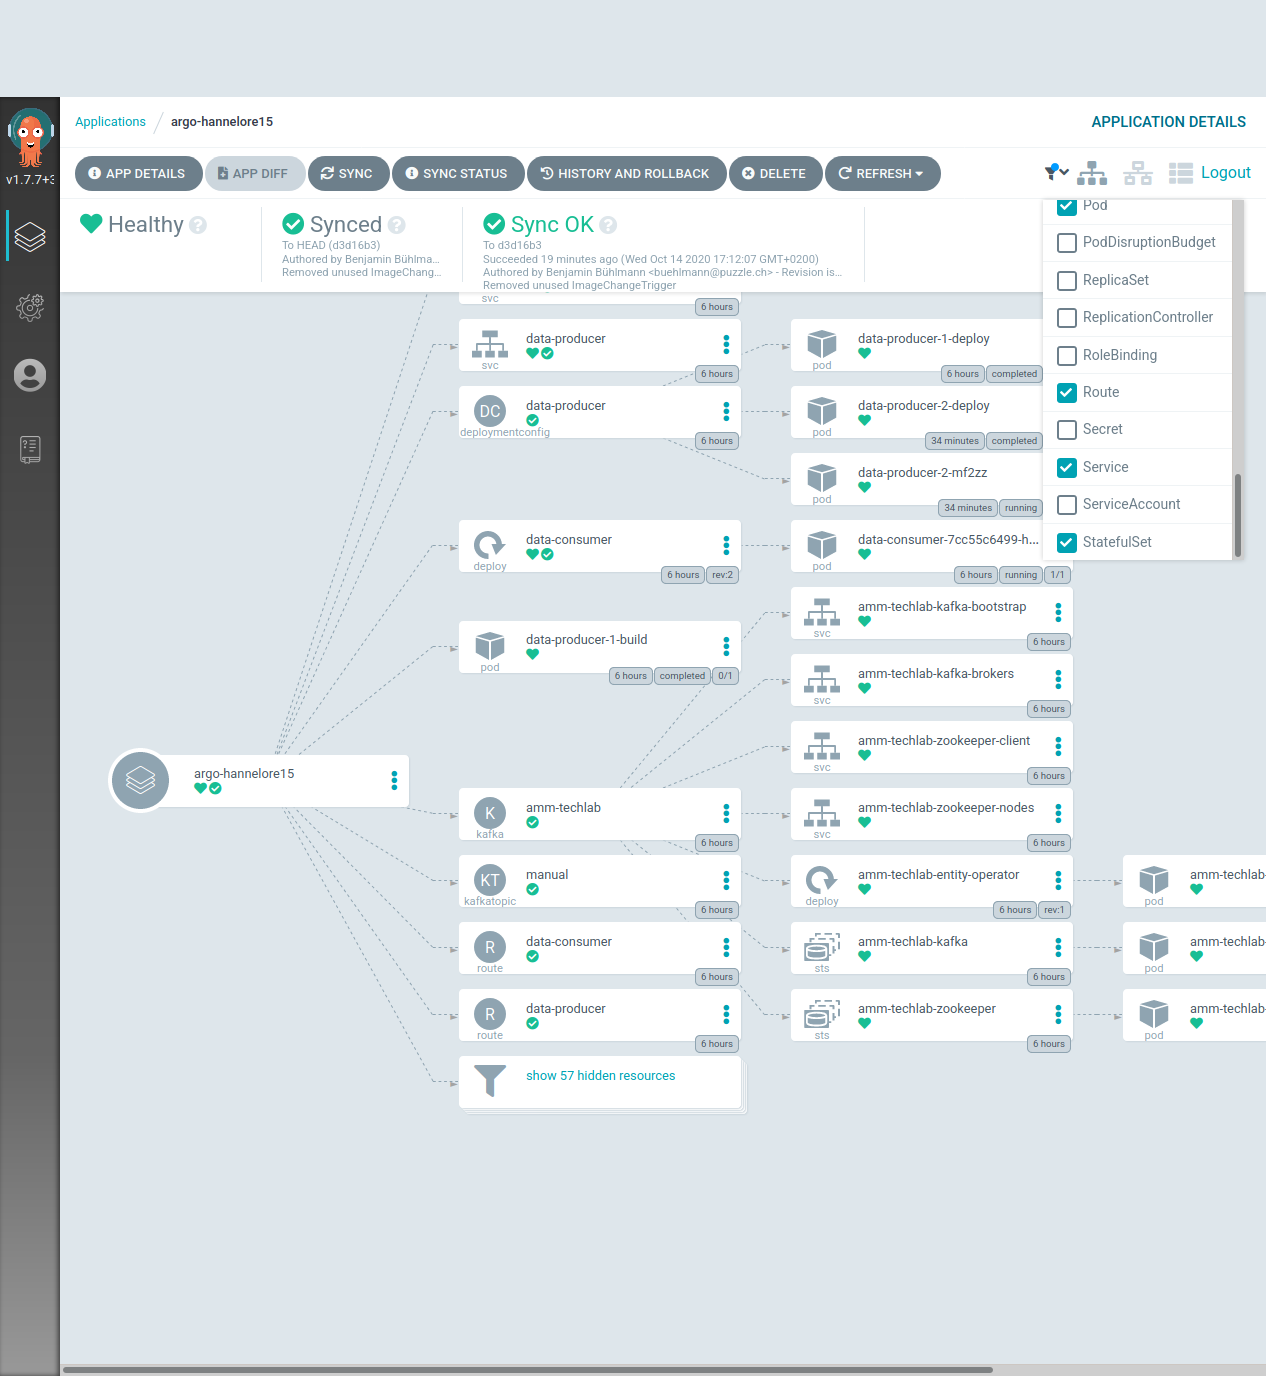 Applications / argo-hannelore15
APPLICATION DETAILS
v1.7.7+3
APP DETAILS
APP DIFF
SYNC
SYNC STATUS
HISTORY AND ROLLBACK
DELETE
REFRESH
Logout
Healthy
Synced
To HEAD (d3d16b3)
Authored by Benjamin Bühlma...
Removed unused ImageChang...
Sync OK
To d3d16b3
Succeeded 19 minutes ago (Wed Oct 14 2020 17:12:07 GMT+0200)
Authored by Benjamin Bühlmann <buehlmann@puzzle.ch> - Revision is...
Removed unused ImageChangeTrigger
Pod
PodDisruptionBudget
ReplicaSet
ReplicationController
RoleBinding
Route
Secret
Service
ServiceAccount
StatefulSet
argo-hannelore15
svc
6 hours
data-producer
svc
6 hours
data-producer
DC
deploymentconfig
6 hours
data-consumer
deploy
6 hours rev:2
data-producer-1-build
pod
6 hours completed 0/1
amm-techlab
K
kafka
6 hours
manual
KT
kafkatopic
6 hours
data-consumer
R
route
6 hours
data-producer
R
route
6 hours
show 57 hidden resources
data-producer-1-deploy
pod
6 hours completed
data-producer-2-deploy
pod
34 minutes completed
data-producer-2-mf2zz
pod
34 minutes running
data-consumer-7cc55c6499-h...
pod
6 hours running 1/1
amm-techlab-kafka-bootstrap
svc
6 hours
amm-techlab-kafka-brokers
svc
6 hours
amm-techlab-zookeeper-client
svc
6 hours
amm-techlab-zookeeper-nodes
svc
6 hours
amm-techlab-entity-operator
deploy
6 hours rev:1
amm-techlab-kafka
sts
6 hours
amm-techlab-zookeeper
sts
6 hours
amm-techlab-
pod
amm-techlab-
pod
amm-techlab-
pod